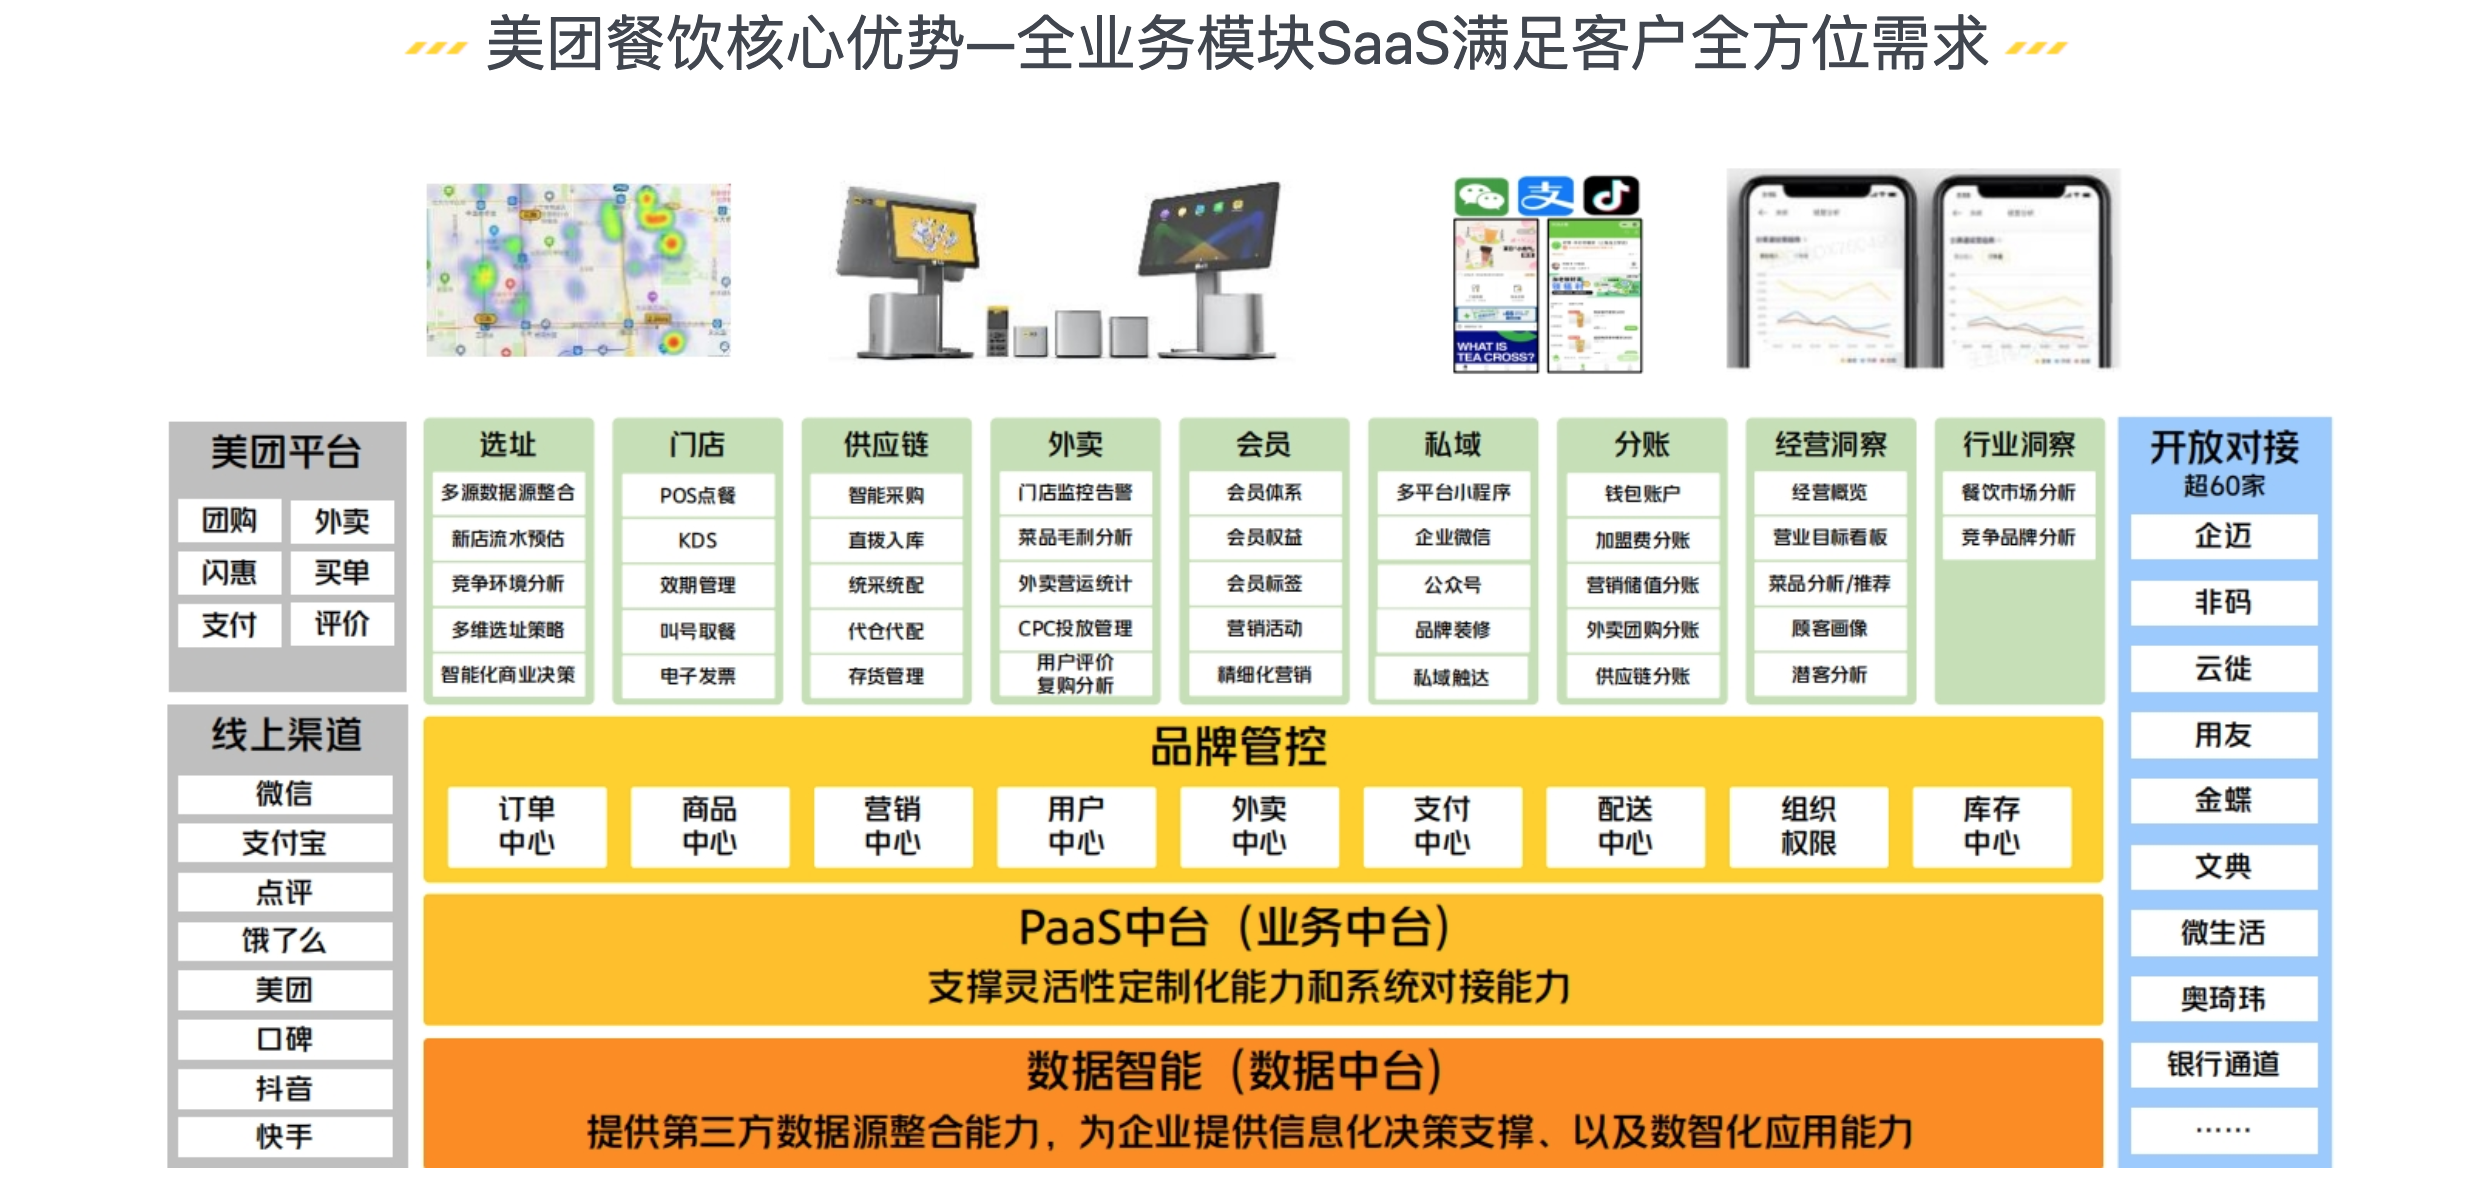 美团餐饮核心优势—全业务模块SaaS满足客户全方位需求
WHAT IS
TEA CROSS?
美团平台
团购
外卖
闪惠
买单
支付
评价
线上渠道
微信
支付宝
点评
饿了么
美团
口碑
抖音
快手
选址
多源数据源整合
新店流水预估
竞争环境分析
多维选址策略
智能化商业决策
门店
POS点餐
KDS
效期管理
叫号取餐
电子发票
供应链
智能采购
直拨入库
统采统配
代仓代配
存货管理
外卖
门店监控告警
菜品毛利分析
外卖营运统计
CPC投放管理
用户评价
复购分析
会员
会员体系
会员权益
会员标签
营销活动
精细化营销
私域
多平台小程序
企业微信
公众号
品牌装修
私域触达
分账
钱包账户
加盟费分账
营销储值分账
外卖团购分账
供应链分账
经营洞察
经营概览
营业目标看板
菜品分析/推荐
顾客画像
潜客分析
行业洞察
餐饮市场分析
竞争品牌分析
品牌管控
订单
中心
商品
中心
营销
中心
用户
中心
外卖
中心
支付
中心
配送
中心
组织
权限
库存
中心
PaaS中台（业务中台）
支撑灵活性定制化能力和系统对接能力
数据智能（数据中台）
提供第三方数据源整合能力，为企业提供信息化决策支撑、以及数智化应用能力
开放对接
超60家
企迈
非码
云徙
用友
金蝶
文典
微生活
奥琦玮
银行通道
……